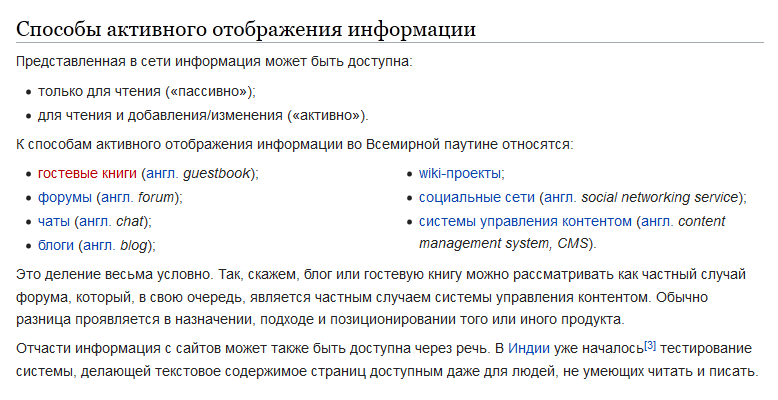 Способы активного отображения информации
Представленная в сети информация может быть доступна:
только для чтения («пассивно»);
для чтения и добавления/изменения («активно»).
К способам активного отображения информации во Всемирной паутине относятся:
гостевые книги (англ. guestbook);
форумы (англ. forum);
чаты (англ. chat);
блоги (англ. blog);
wiki-проекты;
социальные сети (англ. social networking service);
системы управления контентом (англ. content
management system, CMS).
Это деление весьма условно. Так, скажем, блог или гостевую книгу можно рассматривать как частный случай
форума, который, в свою очередь, является частным случаем системы управления контентом. Обычно
разница проявляется в назначении, подходе и позиционировании того или иного продукта.
Отчасти информация с сайтов может также быть доступна через речь. В Индии уже началось[3] тестирование
системы, делающей текстовое содержимое страниц доступным даже для людей, не умеющих читать и писать.